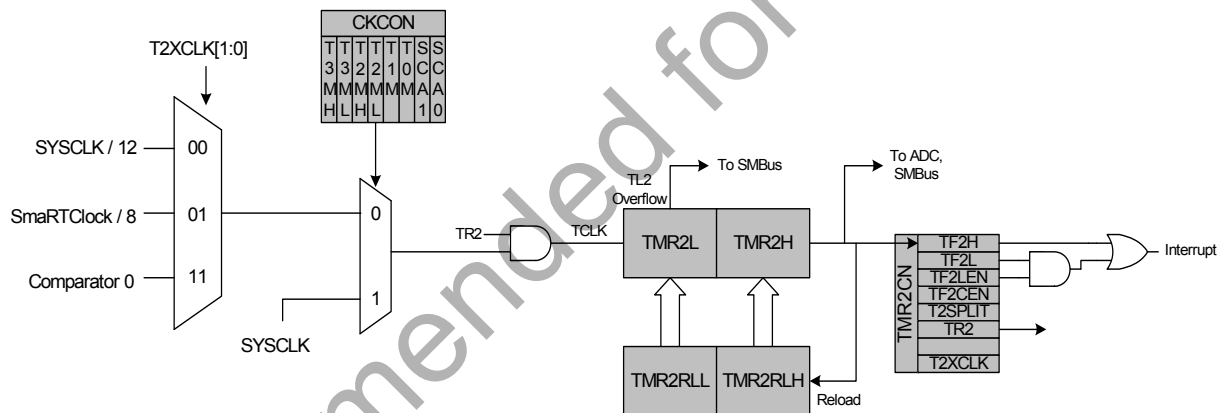 CKCON
T3MH T3ML T2MH T2ML T1M T0M SCA1 SCA0
T2XCLK[1:0]
SYSCLK / 12
00
SmaRTClock / 8
01
Comparator 0
11
SYSCLK
0
1
TR2
TCLK
TL2
Overflow
To SMBus
To ADC,
SMBus
TMR2L
TMR2H
TMR2RLL
TMR2RLH
Reload
TMR2CN
TF2H
TF2L
TF2LEN
TF2CEN
T2SPLIT
TR2
T2XCLK
Interrupt
mmended for